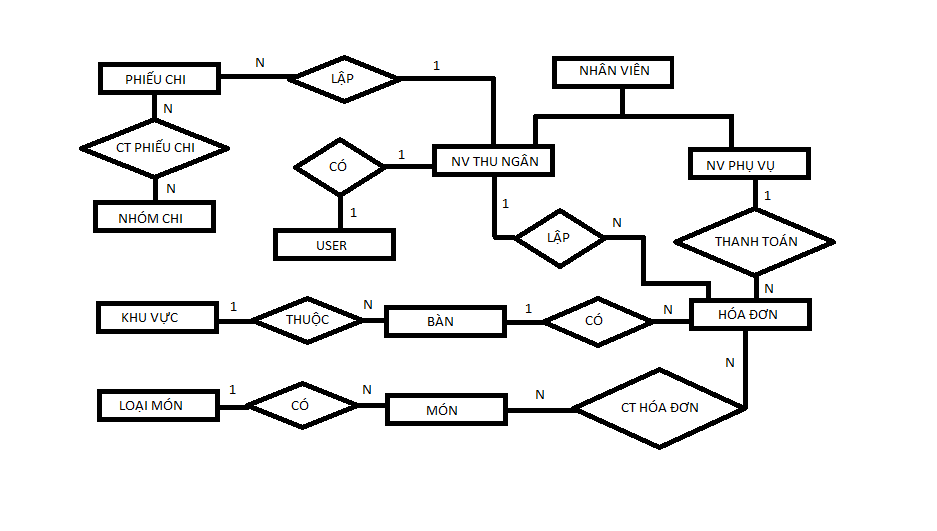 N
1
NHÂN VIÊN
PHIẾU CHI
LẬP
N
CT PHIẾU CHI
1
NV THU NGÂN
NV PHỤ VỤ
CÓ
N
1
1
NHÓM CHI
1
N
USER
LẬP
THANH TOÁN
N
KHU VỰC
1
THUỘC
N
BÀN
1
CÓ
N
HÓA ĐƠN
N
LOẠI MÓN
1
CÓ
N
MÓN
N
CT HÓA ĐƠN